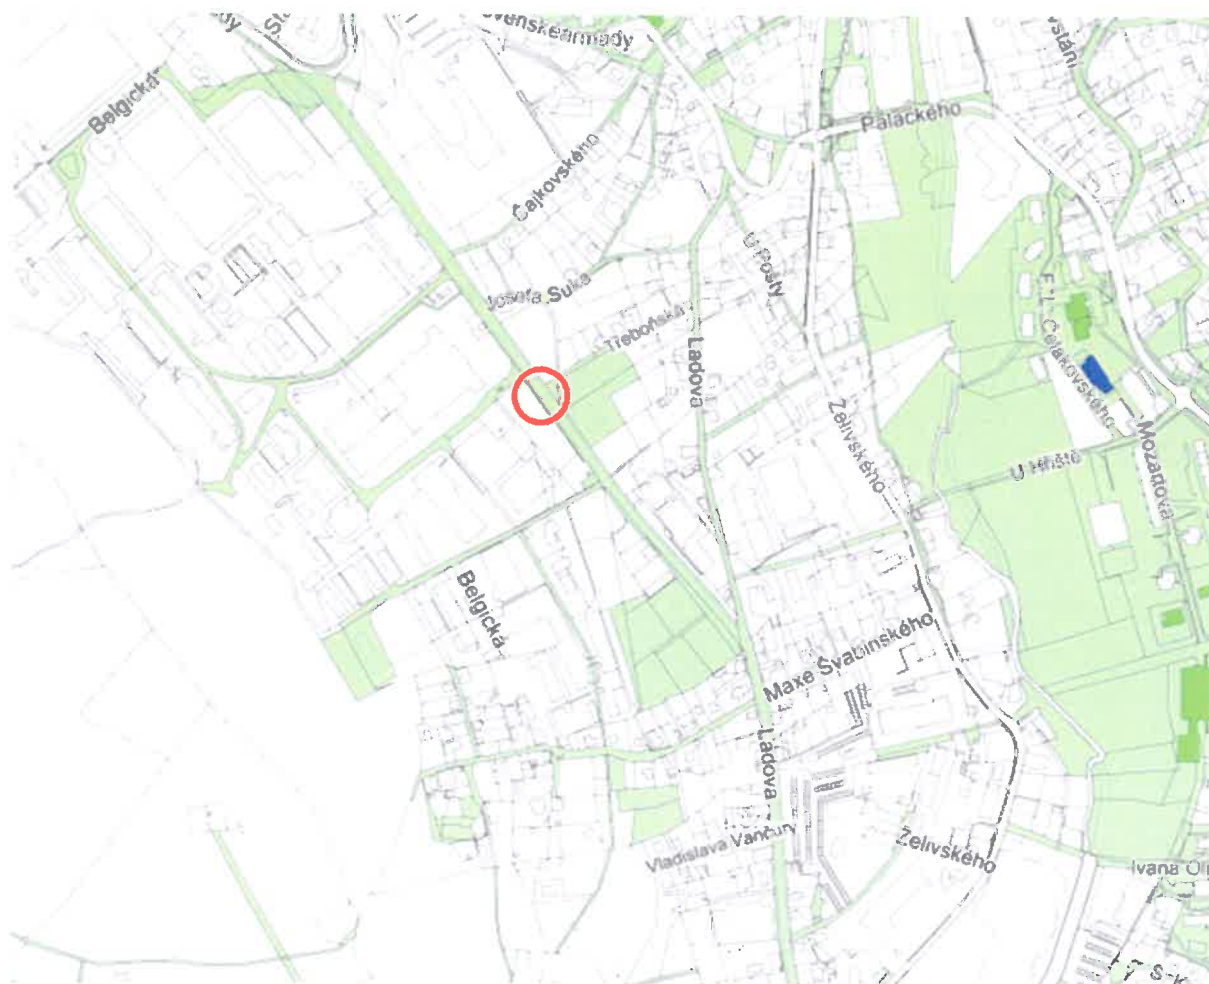 Belgická
Palackého
Čajkovského
U Pošty
Josefa Suka
Třeboňská
Ladova
F. L. Čelakovského
Želivského
Mozartova
U Hřiště
Belgická
Maxe Švabinského
Ladova
Vladislava Vančury
Želivského